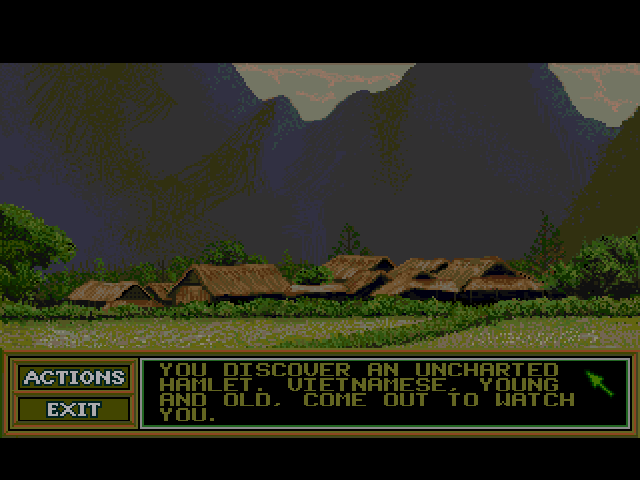 ACTIONS
EXIT
YOU DISCOVER AN UNCHARTED
HAMLET. VIETNAMESE, YOUNG
AND OLD, COME OUT TO WATCH
YOU.